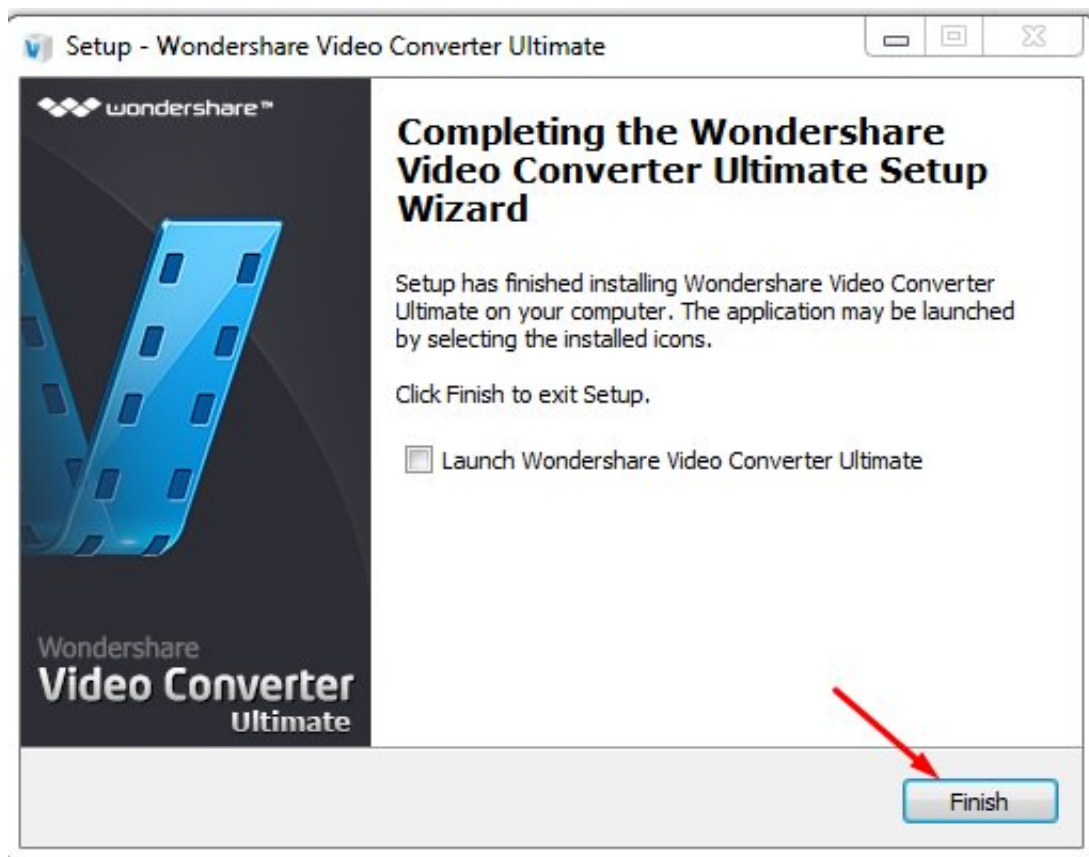 Setup - Wondershare Video Converter Ultimate
wondershare™
Completing the Wondershare
Video Converter Ultimate Setup
Wizard
Setup has finished installing Wondershare Video Converter
Ultimate on your computer. The application may be launched
by selecting the installed icons.
Click Finish to exit Setup.
Launch Wondershare Video Converter Ultimate
Wondershare
Video Converter
Ultimate
Finish